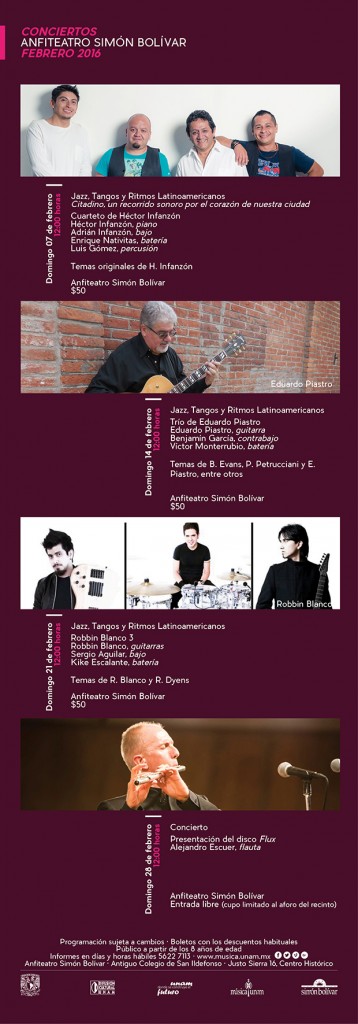 CONCIERTOS
ANFITEATRO SIMÓN BOLÍVAR
FEBRERO 2016
Domingo 07 de febrero
12:00 horas
Jazz, Tangos y Ritmos Latinoamericanos
Citadino, un recorrido sonoro por el corazón de nuestra ciudad
Cuarteto de Héctor Infanzón
Héctor Infanzón, piano
Adrián Infanzón, bajo
Enrique Nativitas, batería
Luis Gómez, percusión
Temas originales de H. Infanzón
Anfiteatro Simón Bolívar
$50
Eduardo Piastro
Domingo 14 de febrero
12:00 horas
Jazz, Tangos y Ritmos Latinoamericanos
Trío de Eduardo Piastro
Eduardo Piastro, guitarra
Benjamín García, contrabajo
Víctor Monterrubio, batería
Temas de B. Evans, P. Petrucciani y E.
Piastro, entre otros
Anfiteatro Simón Bolívar
$50
Robbin Blanco
Domingo 21 de febrero
12:00 horas
Jazz, Tangos y Ritmos Latinoamericanos
Robbin Blanco 3
Robbin Blanco, guitarras
Sergio Aguilar, bajo
Kike Escalante, batería
Temas de R. Blanco y R. Dyens
Anfiteatro Simón Bolívar
$50
Domingo 28 de febrero
12:00 horas
Concierto
Presentación del disco Flux
Alejandro Escuer, flauta
Anfiteatro Simón Bolívar
Entrada libre (cupo limitado al aforo del recinto)
Programación sujeta a cambios · Boletos con los descuentos habituales
Público a partir de los 8 años de edad
Informes en días y horas hábiles 5622 7113 · www.musica.unam.mx
Anfiteatro Simón Bolívar · Antiguo Colegio de San Ildefonso · Justo Sierra 16, Centro Histórico
DIFUSIÓN CULTURAL UNAM
unam
futuro
música unam
simón bolívar